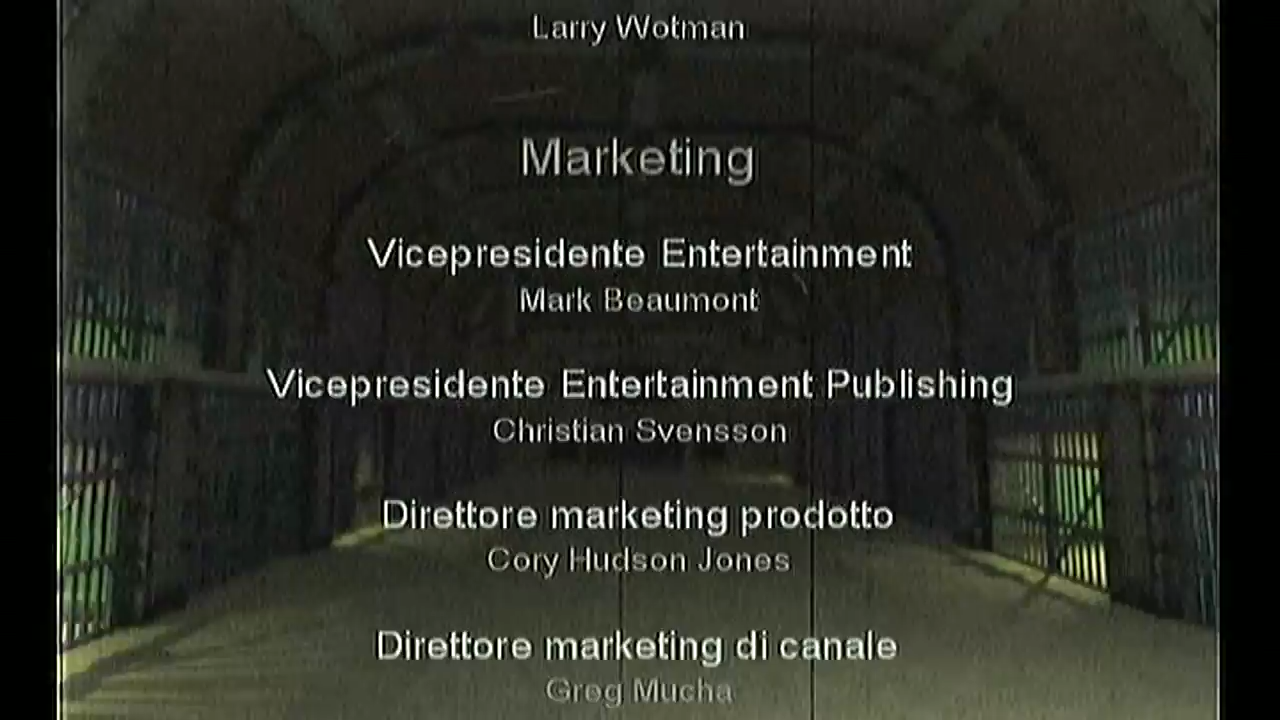 Larry Wotman
Marketing
Vicepresidente Entertainment
Mark Beaumont
Vicepresidente Entertainment Publishing
Christian Svensson
Direttore marketing prodotto
Cory Hudson Jones
Direttore marketing di canale
Greg Mucha